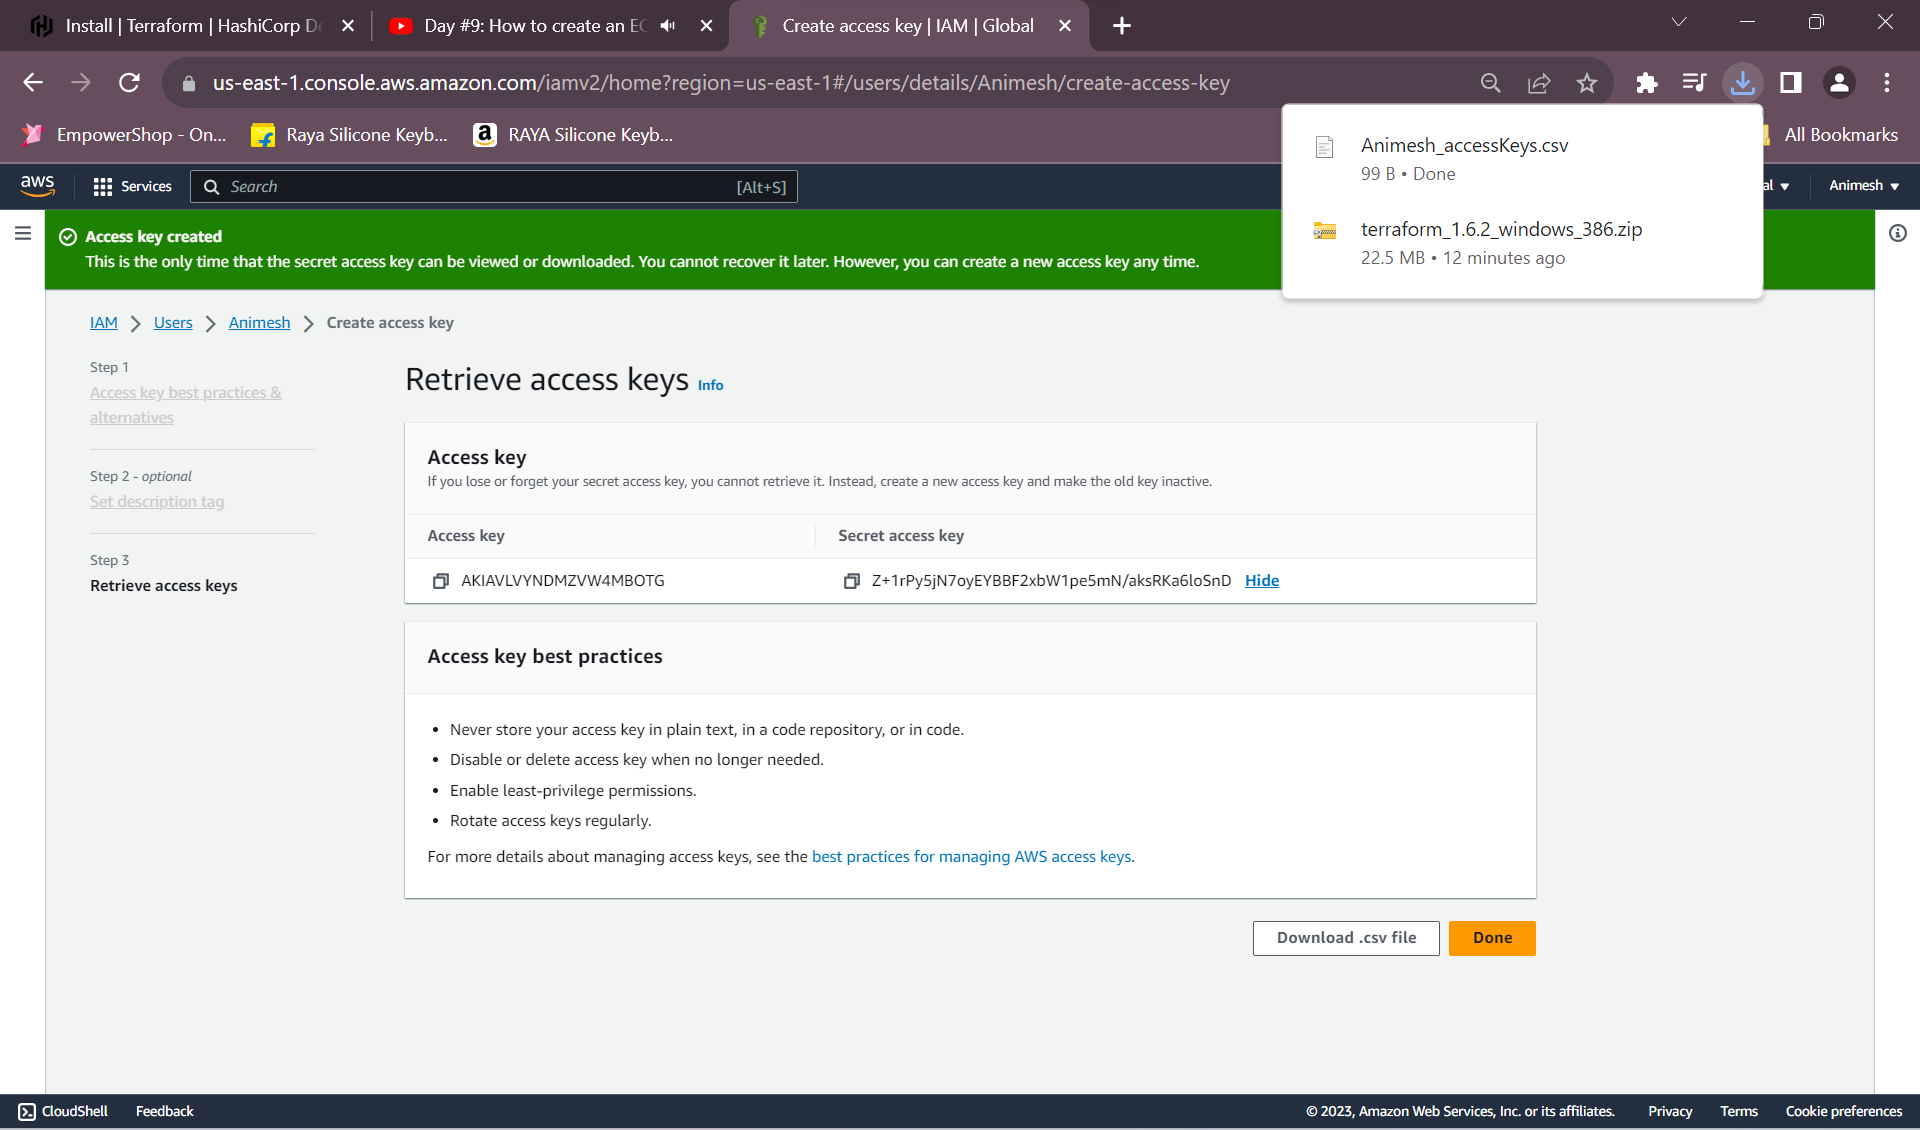 Install | Terraform | HashiCorp De
Day #9: How to create an EC
Create access key | IAM | Global
us-east-1.console.aws.amazon.com/iamv2/home?region=us-east-1#/users/details/Animesh/create-access-key
EmpowerShop - On...
Raya Silicone Keyb...
RAYA Silicone Keyb...
All Bookmarks
Animesh_accessKeys.csv
99 B • Done
terraform_1.6.2_windows_386.zip
22.5 MB • 12 minutes ago
aws
Services
Search
[Alt+S]
al
Animesh
Access key created
This is the only time that the secret access key can be viewed or downloaded. You cannot recover it later. However, you can create a new access key any time.
IAM > Users > Animesh > Create access key
Step 1
Access key best practices &
alternatives
Step 2 - optional
Set description tag
Step 3
Retrieve access keys
Retrieve access keys Info
Access key
If you lose or forget your secret access key, you cannot retrieve it. Instead, create a new access key and make the old key inactive.
Access key Secret access key
[access key ID withheld: credential] [secret access key withheld: credential] Hide
Access key best practices
• Never store your access key in plain text, in a code repository, or in code.
• Disable or delete access key when no longer needed.
• Enable least-privilege permissions.
• Rotate access keys regularly.
For more details about managing access keys, see the best practices for managing AWS access keys.
Download .csv file
Done
CloudShell
Feedback
© 2023, Amazon Web Services, Inc. or its affiliates.
Privacy
Terms
Cookie preferences